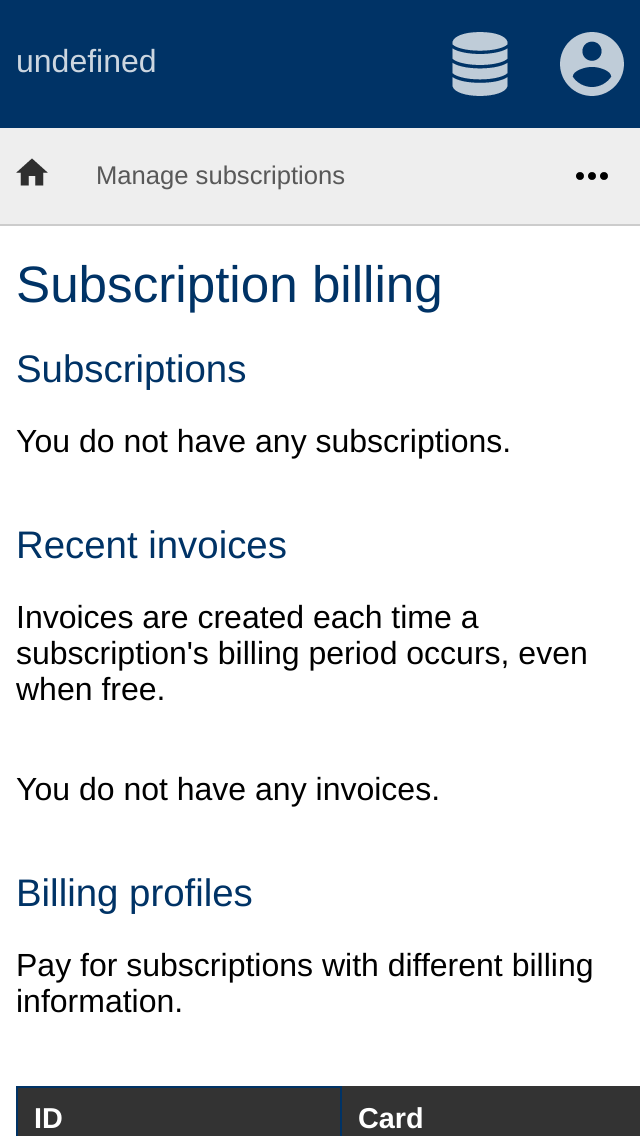 undefined
Manage subscriptions
Subscription billing
Subscriptions
You do not have any subscriptions.
Recent invoices
Invoices are created each time a
subscription's billing period occurs, even
when free.
You do not have any invoices.
Billing profiles
Pay for subscriptions with different billing
information.
ID Card